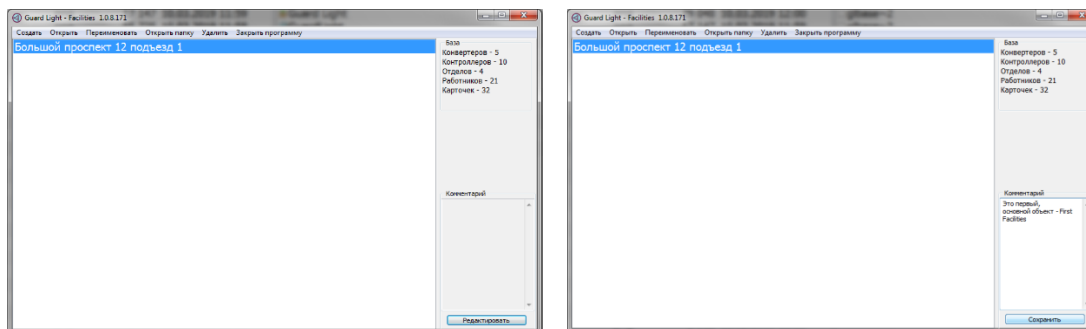 Guard Light - Facilities 1.0.8.171
Создать Открыть Переименовать Открыть папку Удалить Закрыть программу
Большой проспект 12 подъезд 1
База
Конвертеров - 5
Контроллеров - 10
Отделов - 4
Работников - 21
Карточек - 32
Комментарий
Редактировать
Guard Light - Facilities 1.0.8.171
Создать Открыть Переименовать Открыть папку Удалить Закрыть программу
Большой проспект 12 подъезд 1
База
Конвертеров - 5
Контроллеров - 10
Отделов - 4
Работников - 21
Карточек - 32
Комментарий
Это первый,
основной объект - First
Facilities
Сохранить